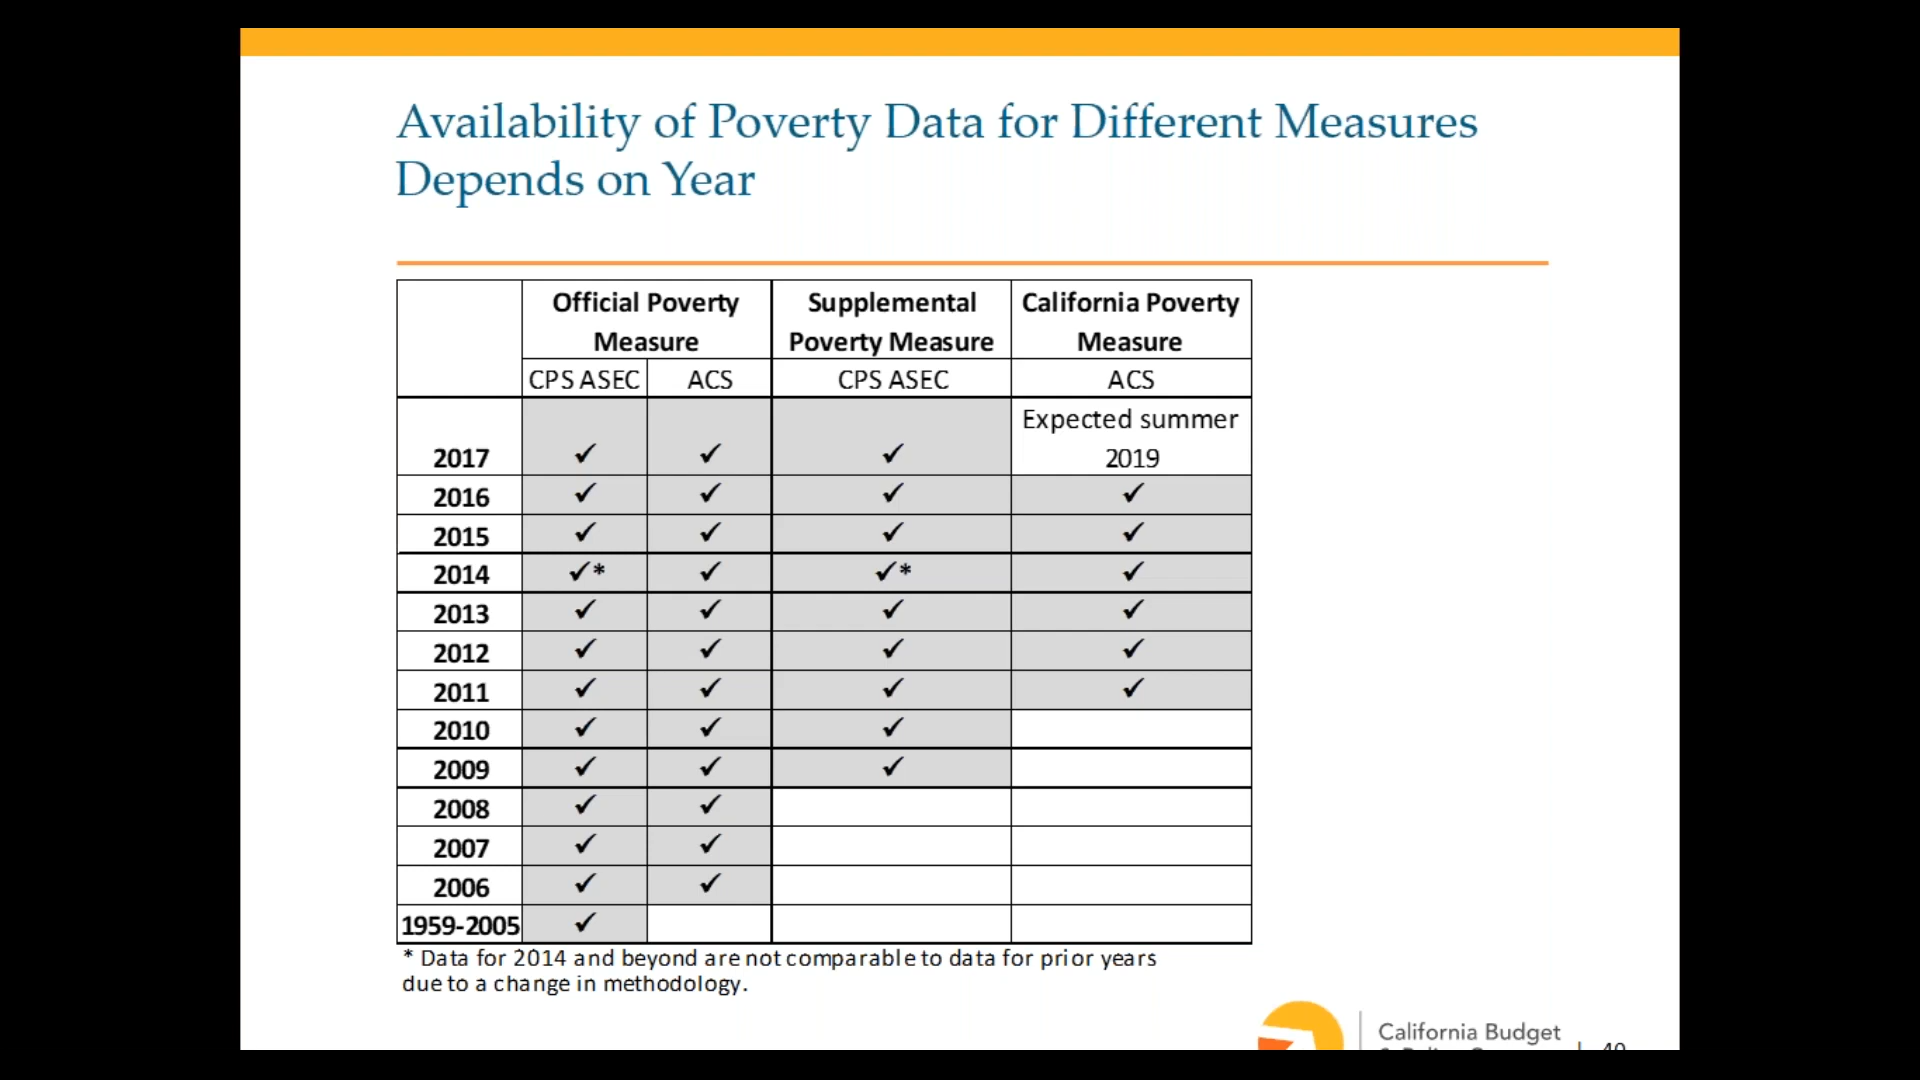 Availability of Poverty Data for Different Measures
Depends on Year
Official Poverty Measure Supplemental Poverty Measure California Poverty Measure
CPS ASEC ACS CPS ASEC ACS
2017 ✓ ✓ ✓ Expected summer 2019
2016 ✓ ✓ ✓ ✓
2015 ✓ ✓ ✓ ✓
2014 ✓* ✓ ✓* ✓
2013 ✓ ✓ ✓ ✓
2012 ✓ ✓ ✓ ✓
2011 ✓ ✓ ✓ ✓
2010 ✓ ✓ ✓
2009 ✓ ✓ ✓
2008 ✓ ✓
2007 ✓ ✓
2006 ✓ ✓
1959-2005 ✓
* Data for 2014 and beyond are not comparable to data for prior years
due to a change in methodology.
California Budget